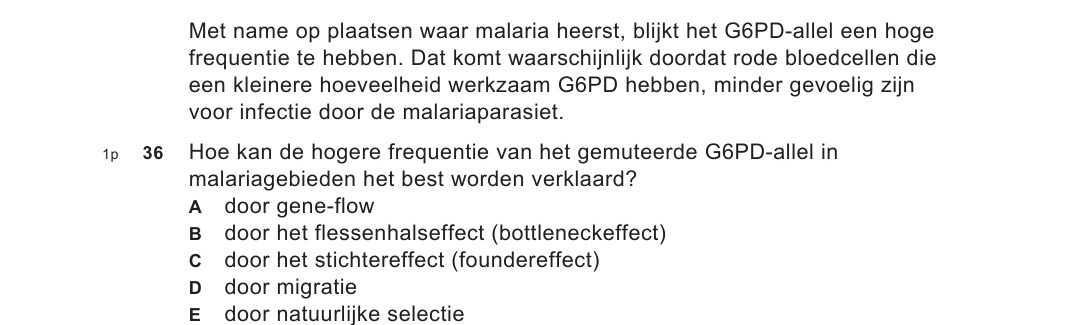 Met name op plaatsen waar malaria heerst, blijkt het G6PD-allel een hoge
frequentie te hebben. Dat komt waarschijnlijk doordat rode bloedcellen die
een kleinere hoeveelheid werkzaam G6PD hebben, minder gevoelig zijn
voor infectie door de malariaparasiet.
1p 36 Hoe kan de hogere frequentie van het gemuteerde G6PD-allel in
malariagebieden het best worden verklaard?
A door gene-flow
B door het flessenhalseffect (bottleneckeffect)
C door het stichtereffect (foundereffect)
D door migratie
E door natuurlijke selectie